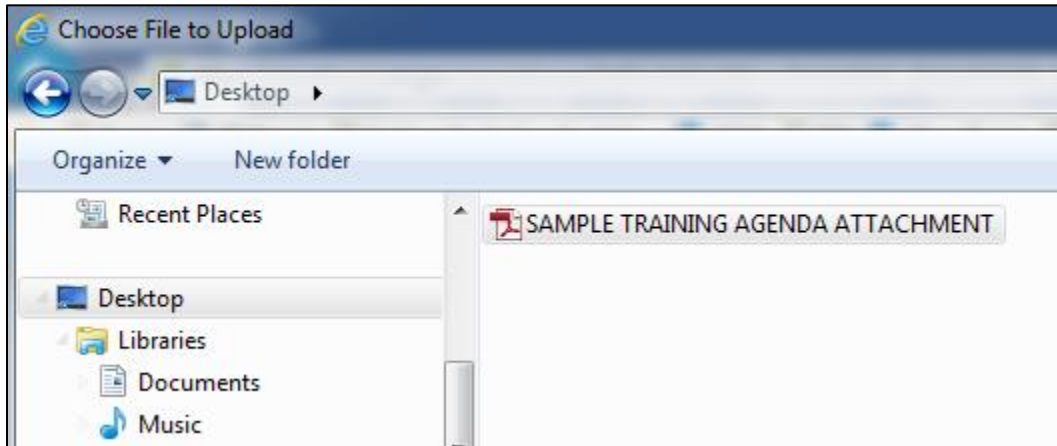 Choose File to Upload
Desktop
Organize
New folder
Recent Places
SAMPLE TRAINING AGENDA ATTACHMENT
Desktop
Libraries
Documents
Music